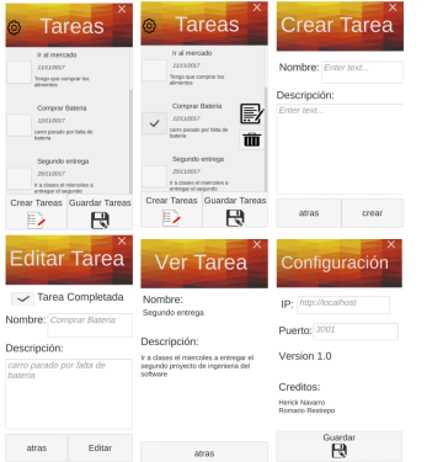 Tareas
Ir al mercado
11/11/2017
Tengo que comprar los
alimentos
Comprar Bateria
12/11/2017
carro parado por falta de
bateria
Segundo entrega
25/11/2017
Ir a clases el miercoles a
entregar el segundo
Crear Tareas Guardar Tareas
Tareas
Ir al mercado
11/11/2017
Tengo que comprar los
alimentos
Comprar Bateria
12/11/2017
carro parado por falta de
bateria
Segundo entrega
25/11/2017
Ir a clases el miercoles a
entregar el segundo
Crear Tareas Guardar Tareas
Crear Tarea
Nombre: Enter text...
Descripción:
Enter text...
atras crear
Editar Tarea
Tarea Completada
Nombre: Comprar Bateria
Descripción:
carro parado por falta de
bateria
atras Editar
Ver Tarea
Nombre:
Segundo entrega
Descripción:
Ir a clases el miercoles a entregar el
segundo proyecto de ingenieria del
software
atras
Configuración
IP: http://localhost
Puerto: 3001
Version 1.0
Creditos:
Herick Navarro
Romario Restrepo
Guardar